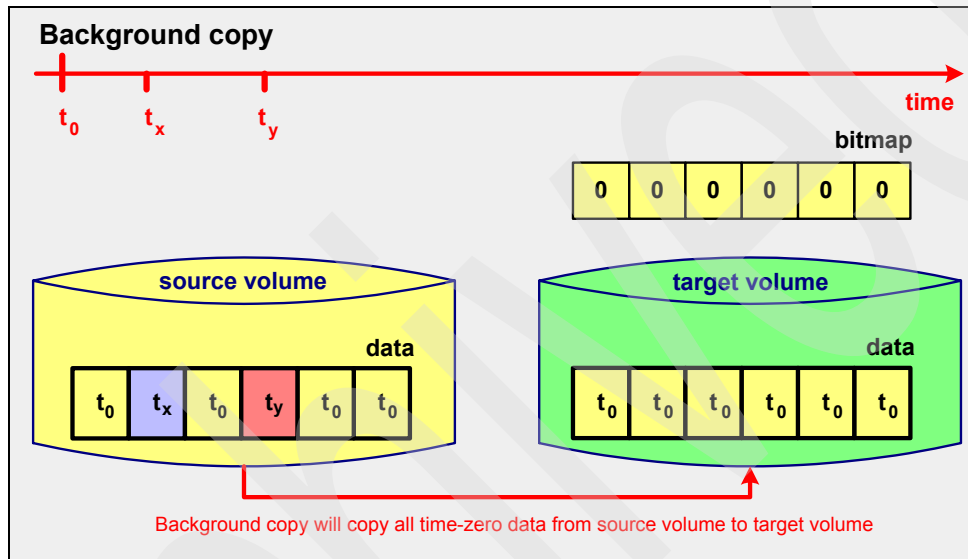 Background copy
time
t0 tx ty
bitmap
0 0 0 0 0 0
source volume
target volume
data
data
t0 tx t0 ty t0 t0
t0 t0 t0 t0 t0 t0
Background copy will copy all time-zero data from source volume to target volume